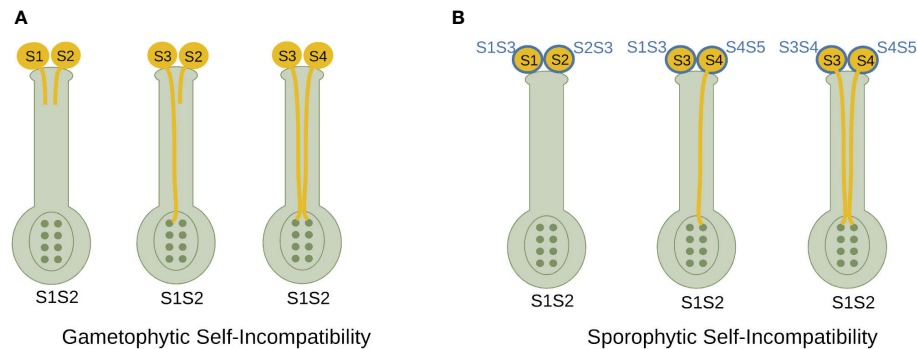 A
S1 S2 S3 S2 S3 S4
S1S2 S1S2 S1S2
Gametophytic Self-Incompatibility
B
S1S3 S1 S2 S2S3 S1S3 S3 S4 S4S5 S3S4 S3 S4 S4S5
S1S2 S1S2 S1S2
Sporophytic Self-Incompatibility